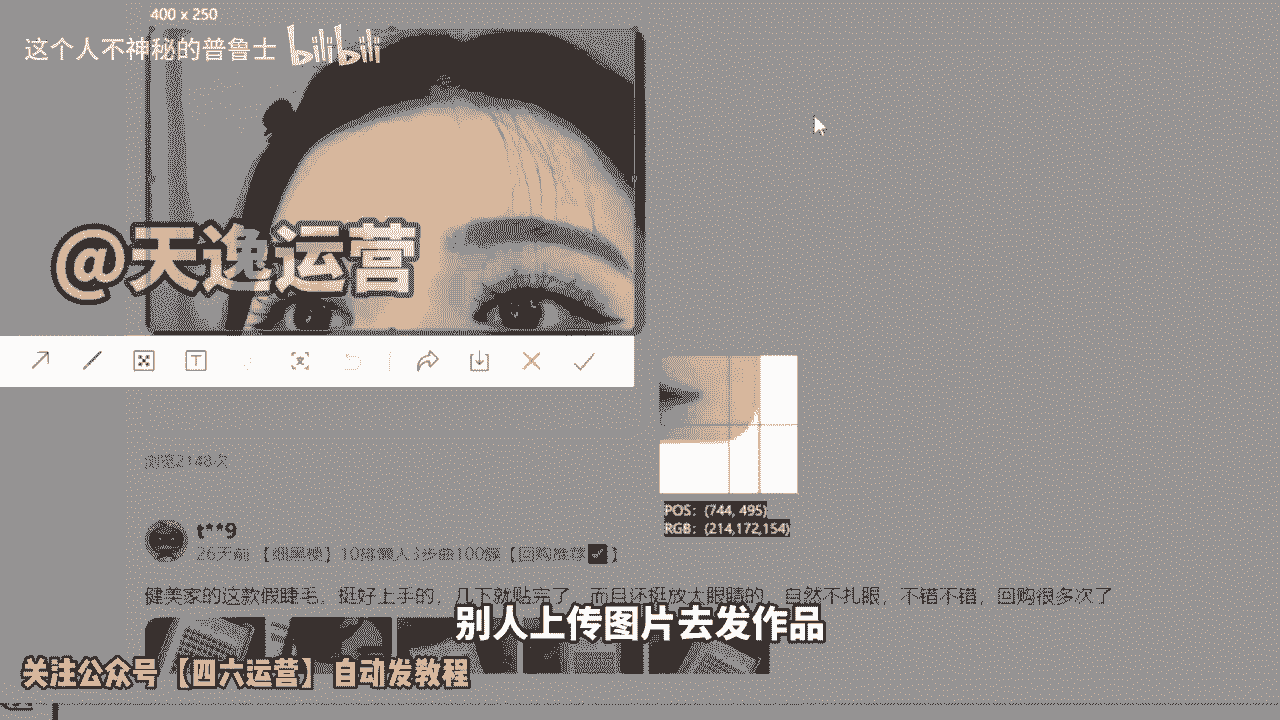 400 x 250
这个人不神秘的普鲁士 bilibili
@天逸运营
T
浏览2148次
POS: (744, 495)
RGB: (214,172,154)
t**9
26天前 10排懒人3步曲100簇【回购推荐✓】
健美家的这款假睫毛，挺好上手的，几下就贴完了，而且还挺放大眼睛的，自然不扎眼，不错不错，回购很多次了
别人上传图片去发作品
关注公众号【四六运营】自动发教程